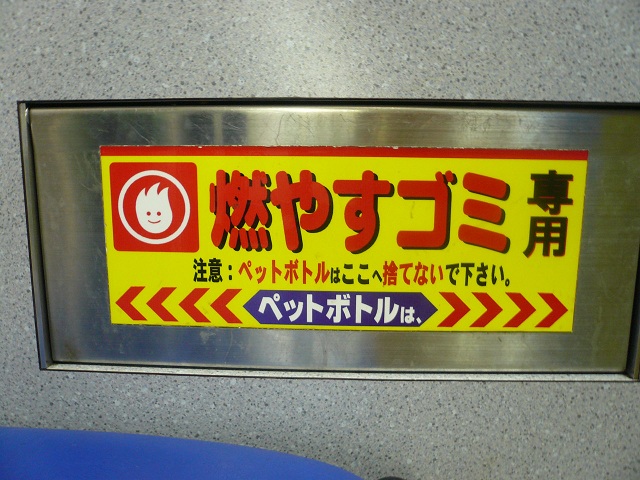 燃やすゴミ専用
注意：ペットボトルはここへ捨てないで下さい。
ペットボトルは、